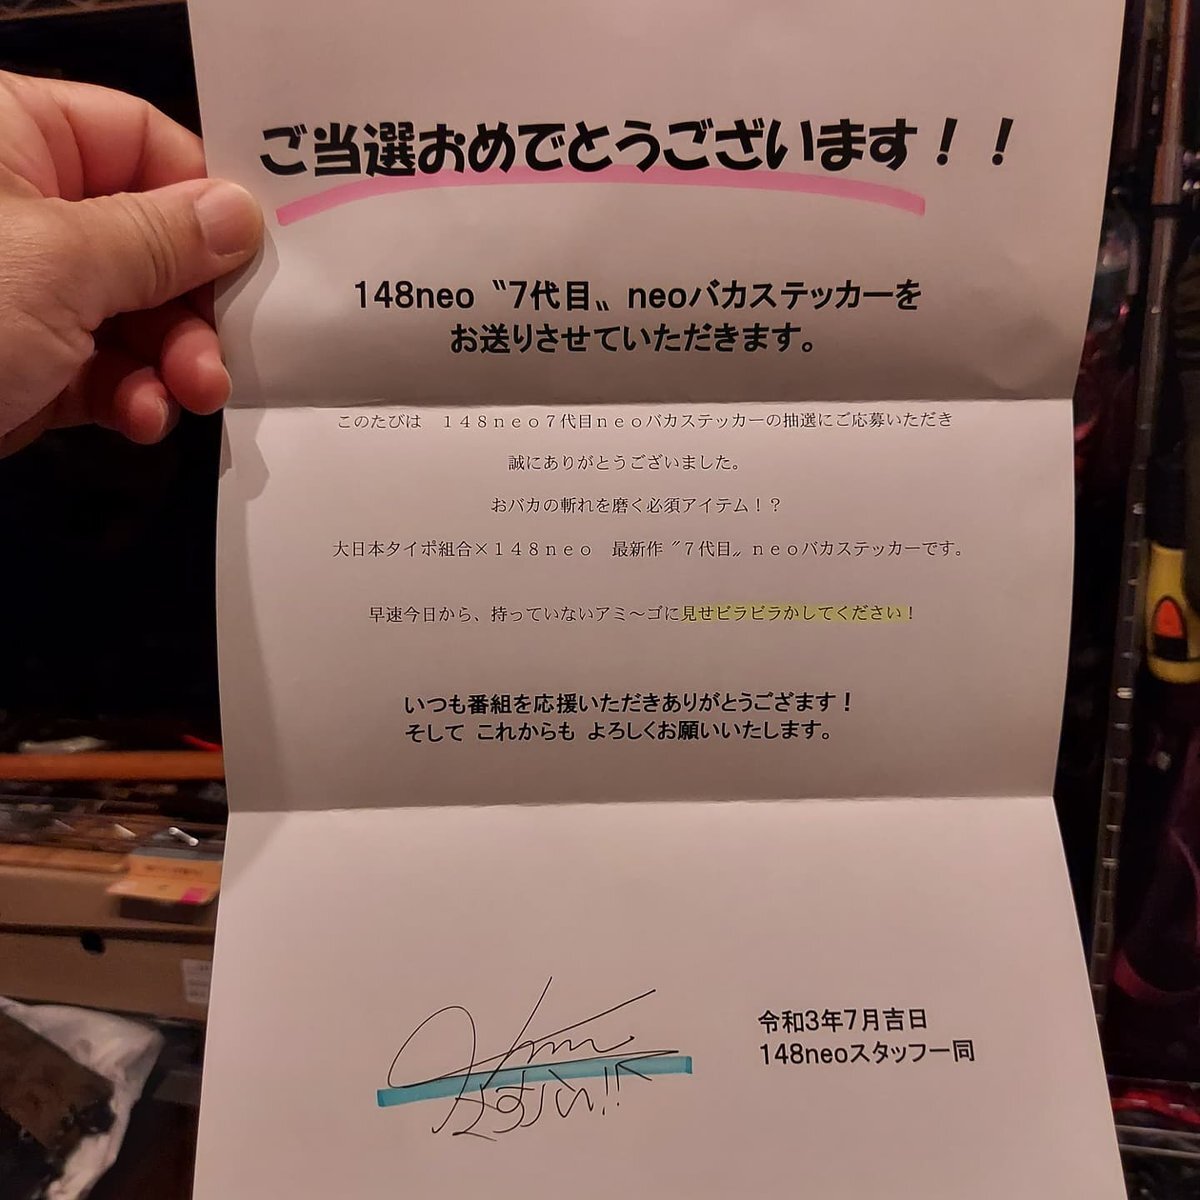 ご当選おめでとうございます！！
148neo〝7代目〟neoバカステッカーを
お送りさせていただきます。
このたびは　１４８ｎｅｏ７代目ｎｅｏバカステッカーの抽選にご応募いただき
誠にありがとうございました。
おバカの斬れを磨く必須アイテム！？
大日本タイポ組合×１４８ｎｅｏ　最新作〝７代目〟ｎｅｏバカステッカーです。
早速今日から、持っていないアミ～ゴに見せビラビラかしてください！
いつも番組を応援いただきありがとうござます！
そして これからも よろしくお願いいたします。
令和3年7月吉日
148neoスタッフ一同